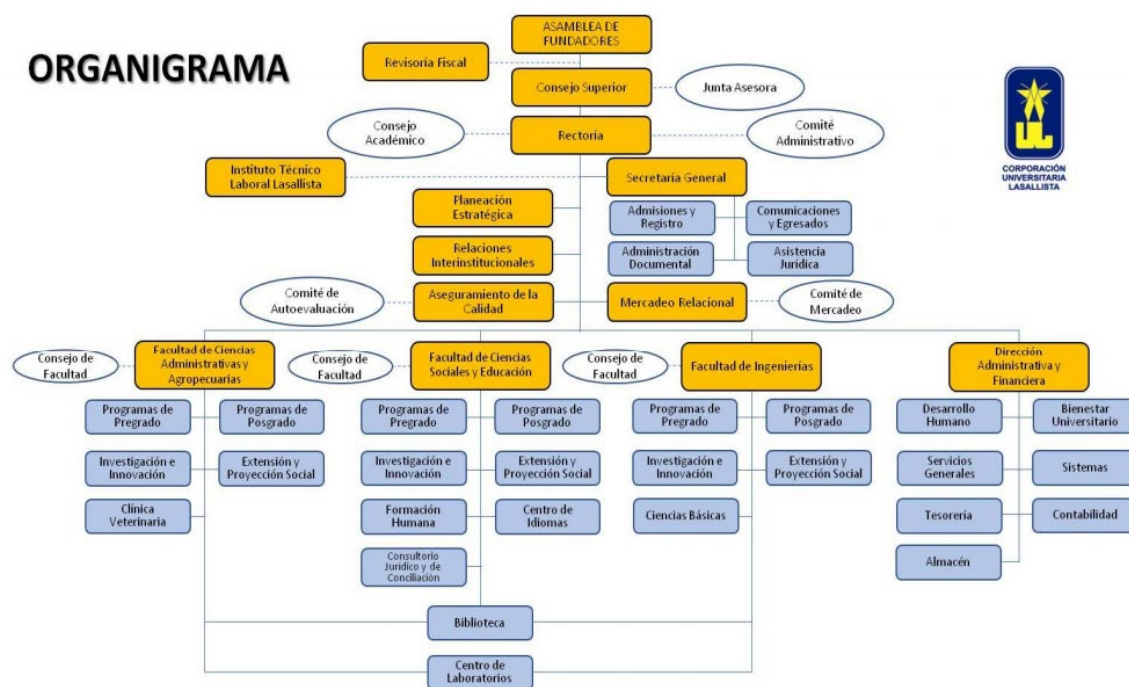 ORGANIGRAMA
ASAMBLEA DE
FUNDADORES
Revisoría Fiscal
Consejo Superior
Junta Asesora
Consejo
Académico
Rectoría
Comité
Administrativo
UL
CORPORACIÓN
UNIVERSITARIA
LASALLISTA
Instituto Técnico
Laboral Lasallista
Secretaría General
Planeación
Estratégica
Admisiones y
Registro
Comunicaciones
y Egresados
Relaciones
Interinstitucionales
Administración
Documental
Asistencia
Jurídica
Comité de
Autoevaluación
Aseguramiento de la
Calidad
Mercadeo Relacional
Comité de
Mercadeo
Consejo de
Facultad
Facultad de Ciencias
Administrativas y
Agropecuarias
Consejo de
Facultad
Facultad de Ciencias
Sociales y Educación
Consejo de
Facultad
Facultad de Ingenierías
Dirección
Administrativa y
Financiera
Programas de
Pregrado
Programas de
Posgrado
Programas de
Pregrado
Programas de
Posgrado
Programas de
Pregrado
Programas de
Posgrado
Desarrollo
Humano
Bienestar
Universitario
Investigación e
Innovación
Extensión y
Proyección Social
Investigación e
Innovación
Extensión y
Proyección Social
Investigación e
Innovación
Extensión y
Proyección Social
Servicios
Generales
Sistemas
Clínica
Veterinaria
Formación
Humana
Centro de
Idiomas
Ciencias Básicas
Tesorería
Contabilidad
Consultorio
Jurídico y de
Conciliación
Almacén
Biblioteca
Centro de
Laboratorios